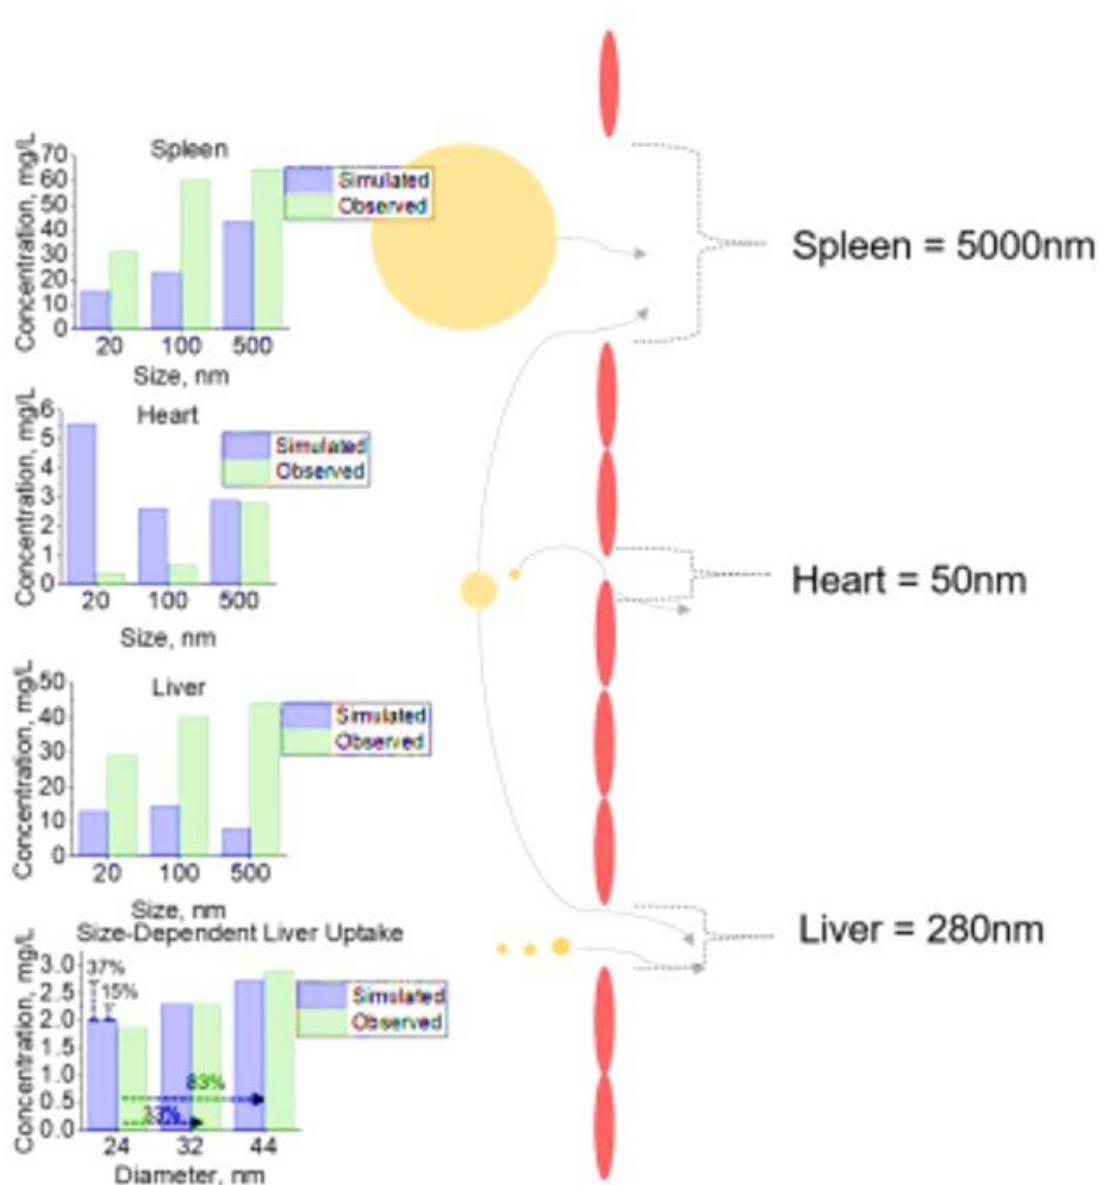 Spleen
Concentration, mg/L
70
60
50
40
30
20
10
0
Simulated
Observed
20 100 500
Size, nm
Heart
Concentration, mg/L
6
5
4
3
2
1
0
Simulated
Observed
20 100 500
Size, nm
Liver
Concentration, mg/L
50
40
30
20
10
0
Simulated
Observed
20 100 500
Size, nm
Size-Dependent Liver Uptake
Concentration, mg/L
3.0
2.5
2.0
1.5
1.0
0.5
0.0
37%
15%
Simulated
Observed
83%
33%
24 32 44
Diameter, nm
Spleen = 5000nm
Heart = 50nm
Liver = 280nm